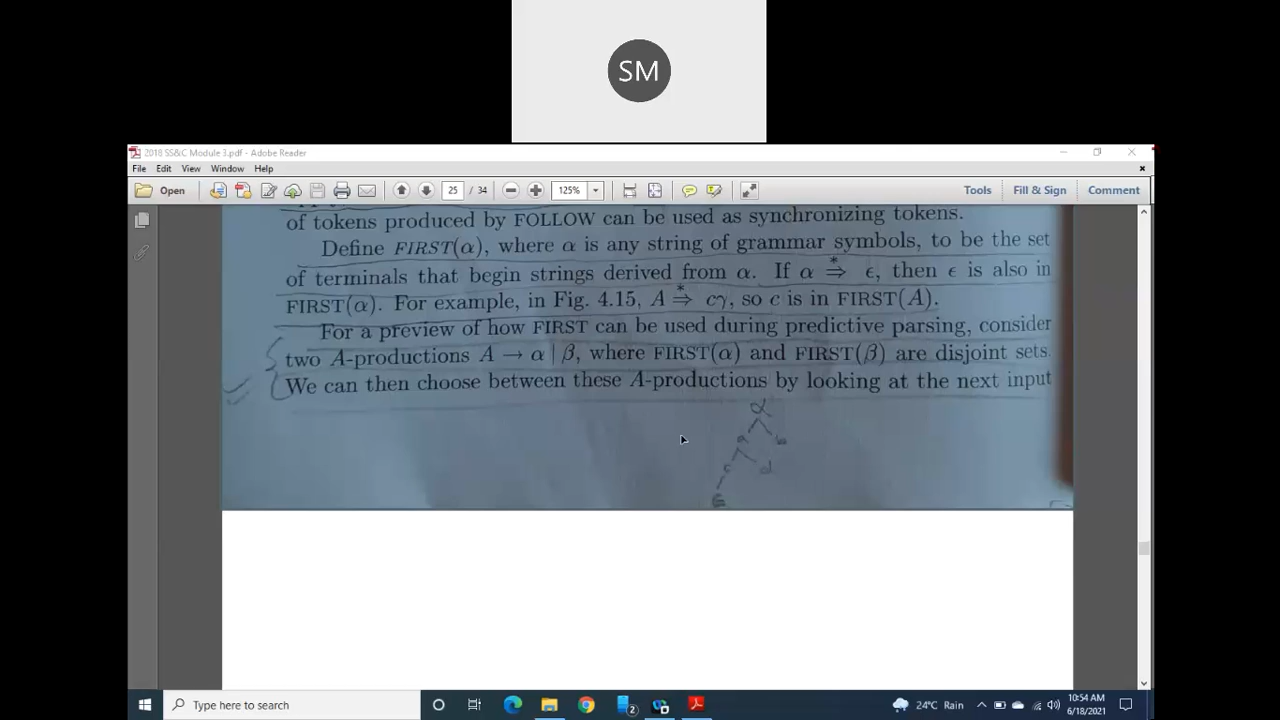 SM
2018 SS&C Module 3.pdf - Adobe Reader
File Edit View Window Help
Open 25 / 34 125% Tools Fill & Sign Comment
of tokens produced by FOLLOW can be used as synchronizing tokens.
Define FIRST(α), where α is any string of grammar symbols, to be the set
of terminals that begin strings derived from α. If α ⇒* ϵ, then ϵ is also in
FIRST(α). For example, in Fig. 4.15, A ⇒* cγ, so c is in FIRST(A).
For a preview of how FIRST can be used during predictive parsing, consider
two A-productions A → α | β, where FIRST(α) and FIRST(β) are disjoint sets.
We can then choose between these A-productions by looking at the next input
α
a b
c d
ϵ
Type here to search
2
24°C Rain
10:54 AM
6/18/2021